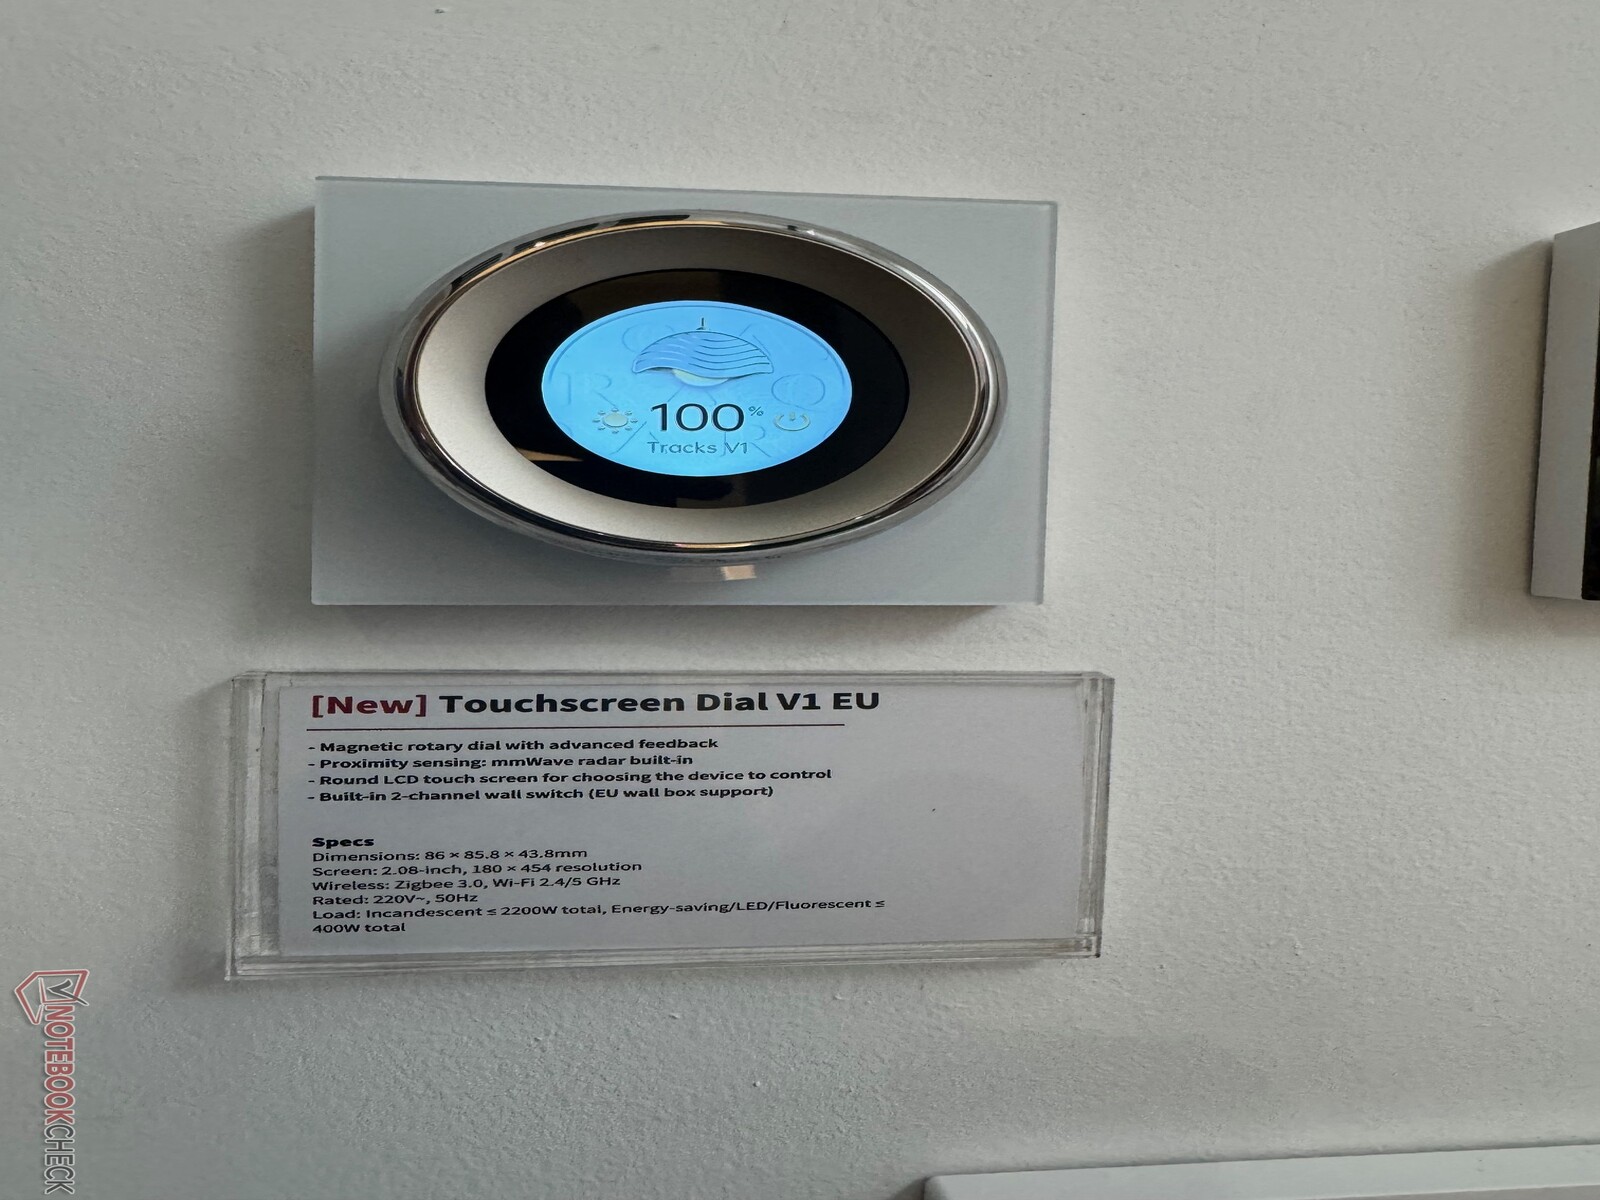 100%
Tracks V1
[New] Touchscreen Dial V1 EU
- Magnetic rotary dial with advanced feedback
- Proximity sensing: mmWave radar built-in
- Round LCD touch screen for choosing the device to control
- Built-in 2-channel wall switch (EU wall box support)
Specs
Dimensions: 86 × 85.8 × 43.8mm
Screen: 2.08-inch, 180 × 454 resolution
Wireless: Zigbee 3.0, Wi-Fi 2.4/5 GHz
Rated: 220V~, 50Hz
Load: Incandescent ≤ 2200W total, Energy-saving/LED/Fluorescent ≤
400W total
NOTEBOOKCHECK